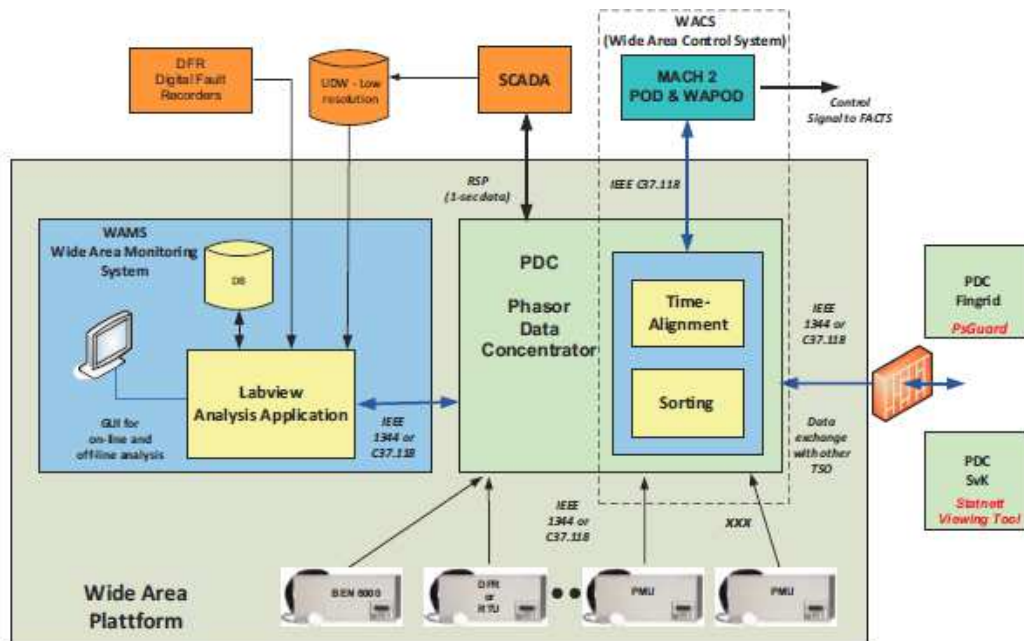 WACS
(Wide Area Control System)
DFR
Digital Fault
Recorders
UDW - Low
resolution
SCADA
MACH 2
POD & WAPOD
Control
Signal to FACTS
RSP
(1-sec data)
IEEE C37.118
WAMS
Wide Area Monitoring
System
DB
Labview
Analysis Application
GUI for
on-line and
off-line analysis
IEEE
1344 or
C37.118
PDC
Phasor
Data
Concentrator
Time-
Alignment
Sorting
IEEE
1344 or
C37.118
Data
exchange
with other
TSO
PDC
Fingrid
PsGuard
PDC
SvK
Statnett
Viewing Tool
IEEE
1344 or
C37.118
XXX
Wide Area
Plattform
BEN 6000
DFR
or
RTU
PMU
PMU